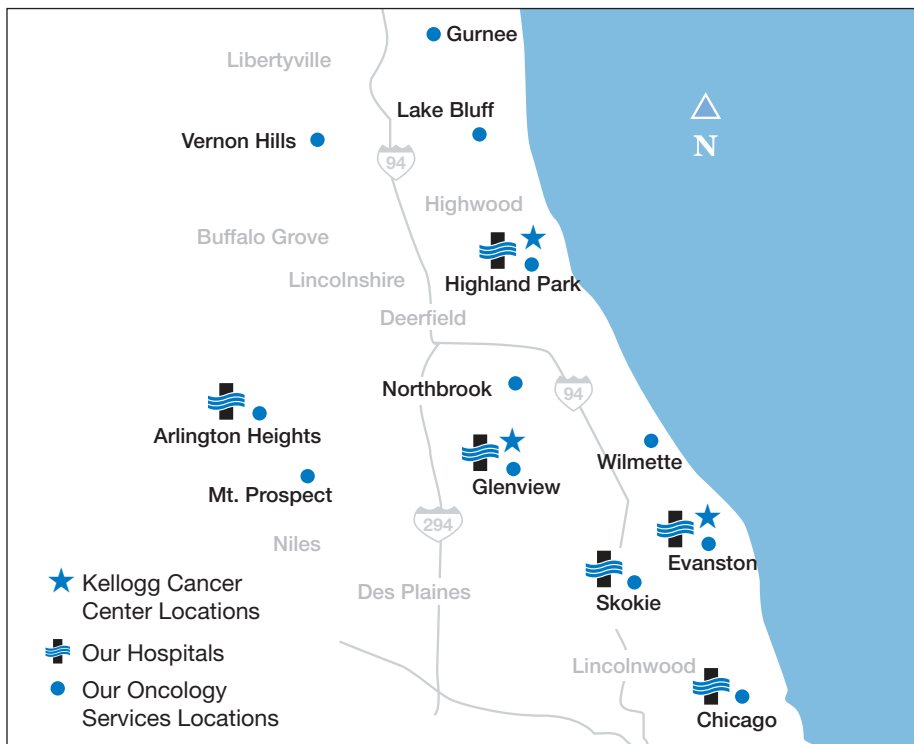 Gurnee
Libertyville
Lake Bluff
Vernon Hills
94
N
Highwood
Buffalo Grove
Lincolnshire
Highland Park
Deerfield
Northbrook
94
Arlington Heights
Wilmette
Glenview
Mt. Prospect
294
Niles
Evanston
Des Plaines
Skokie
Lincolnwood
Chicago
Kellogg Cancer
Center Locations
Our Hospitals
Our Oncology
Services Locations